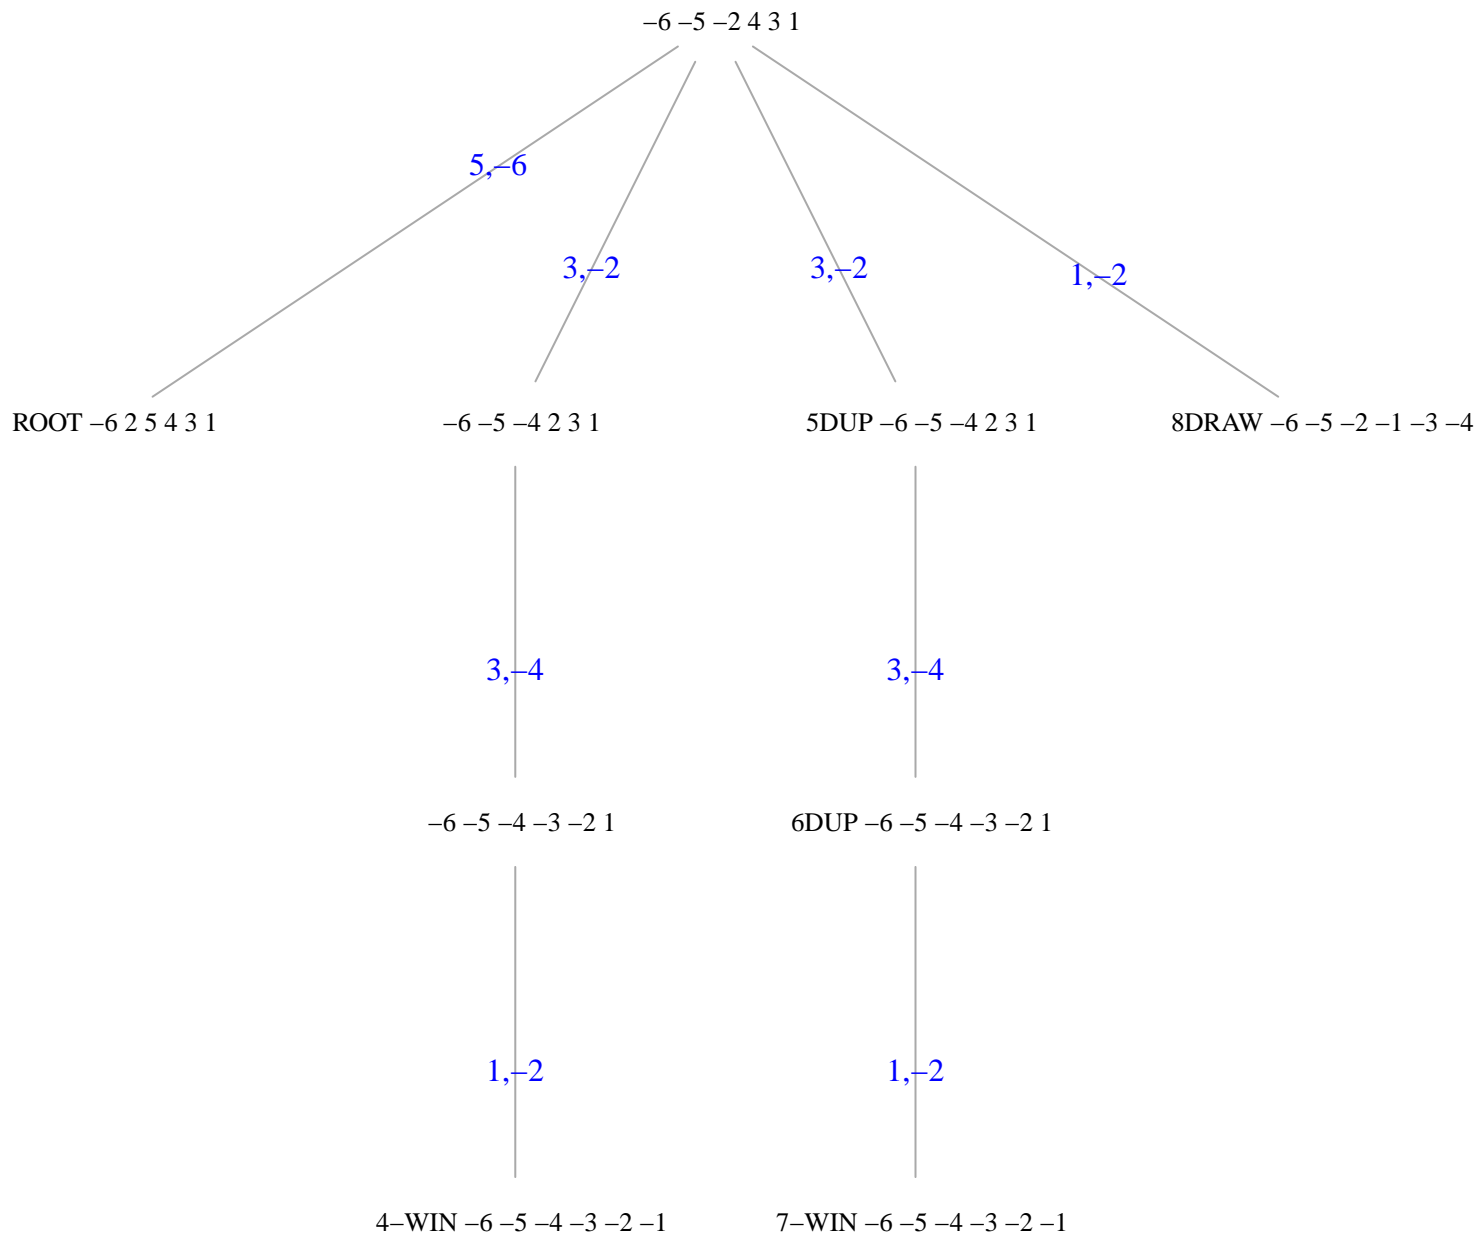 –6 –5 –2 4 3 1
5,–6
3,–2
3,–2
1,–2
ROOT –6 2 5 4 3 1
–6 –5 –4 2 3 1
5DUP –6 –5 –4 2 3 1
8DRAW –6 –5 –2 –1 –3 –4
3,–4
3,–4
–6 –5 –4 –3 –2 1
6DUP –6 –5 –4 –3 –2 1
1,–2
1,–2
4–WIN –6 –5 –4 –3 –2 –1
7–WIN –6 –5 –4 –3 –2 –1